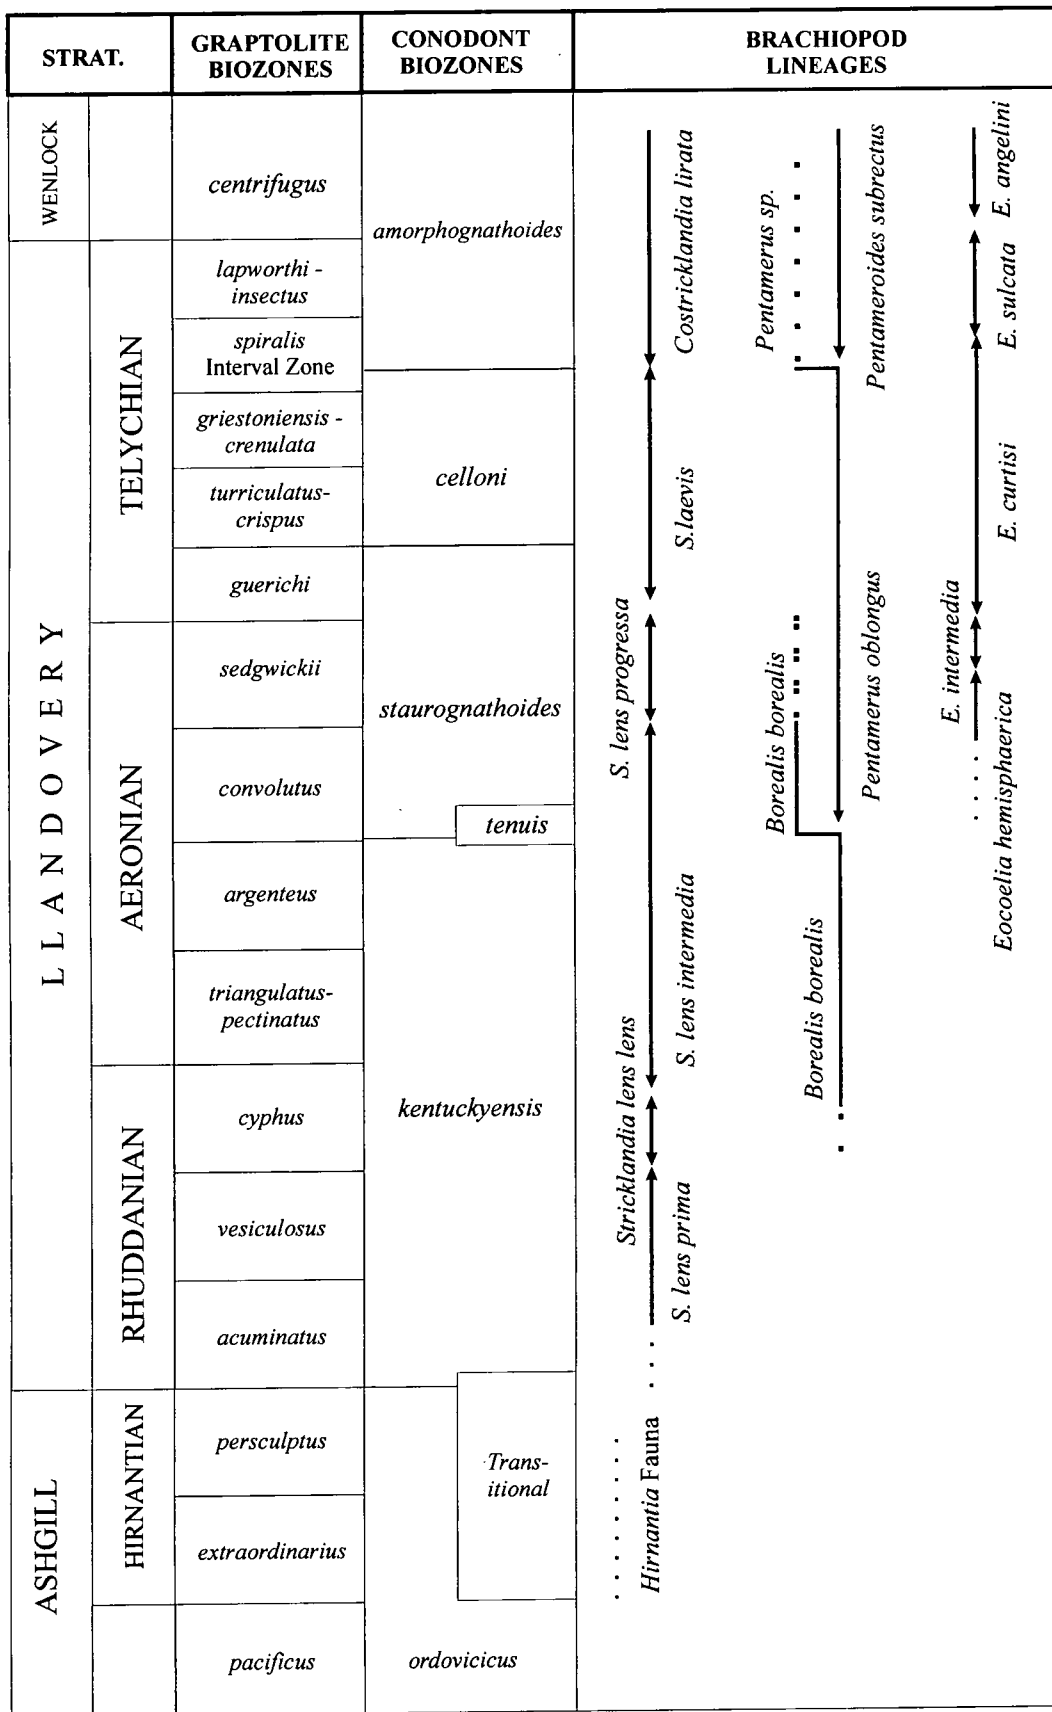 STRAT.
GRAPTOLITE
BIOZONES
CONODONT
BIOZONES
BRACHIOPOD
LINEAGES
WENLOCK
LLANDOVERY
ASHGILL
TELYCHIAN
AERONIAN
RHUDDANIAN
HIRNANTIAN
centrifugus
lapworthi -
insectus
spiralis
Interval Zone
griestoniensis -
crenulata
turriculatus-
crispus
guerichi
sedgwickii
convolutus
argenteus
triangulatus-
pectinatus
cyphus
vesiculosus
acuminatus
persculptus
extraordinarius
pacificus
amorphognathoides
celloni
staurognathoides
tenuis
kentuckyensis
Trans-
itional
ordovicicus
Costricklandia lirata
S.laevis
S. lens progressa
S. lens intermedia
Stricklandia lens lens
S. lens prima
Hirnantia Fauna
Pentamerus sp.
Pentameroides subrectus
Pentamerus oblongus
Borealis borealis
Borealis borealis
E. angelini
E. sulcata
E. curtisi
E. intermedia
Eocoelia hemisphaerica